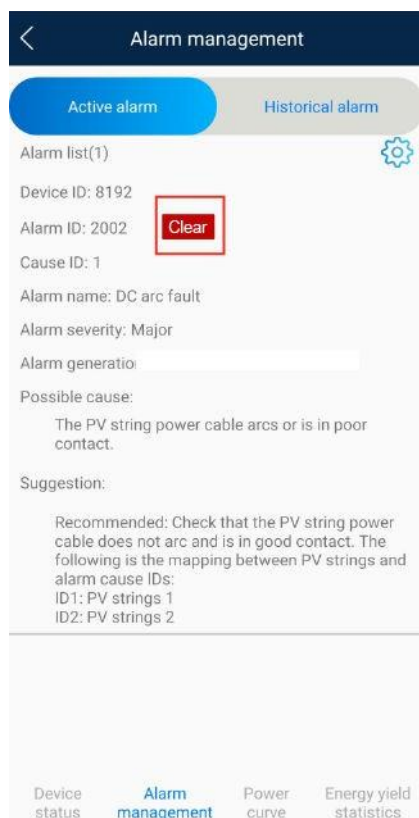 Alarm management
Active alarm Historical alarm
Alarm list(1)
Device ID: 8192
Alarm ID: 2002 Clear
Cause ID: 1
Alarm name: DC arc fault
Alarm severity: Major
Alarm generatio
Possible cause:
The PV string power cable arcs or is in poor
contact.
Suggestion:
Recommended: Check that the PV string power
cable does not arc and is in good contact. The
following is the mapping between PV strings and
alarm cause IDs:
ID1: PV strings 1
ID2: PV strings 2
Device Alarm Power Energy yield
status management curve statistics